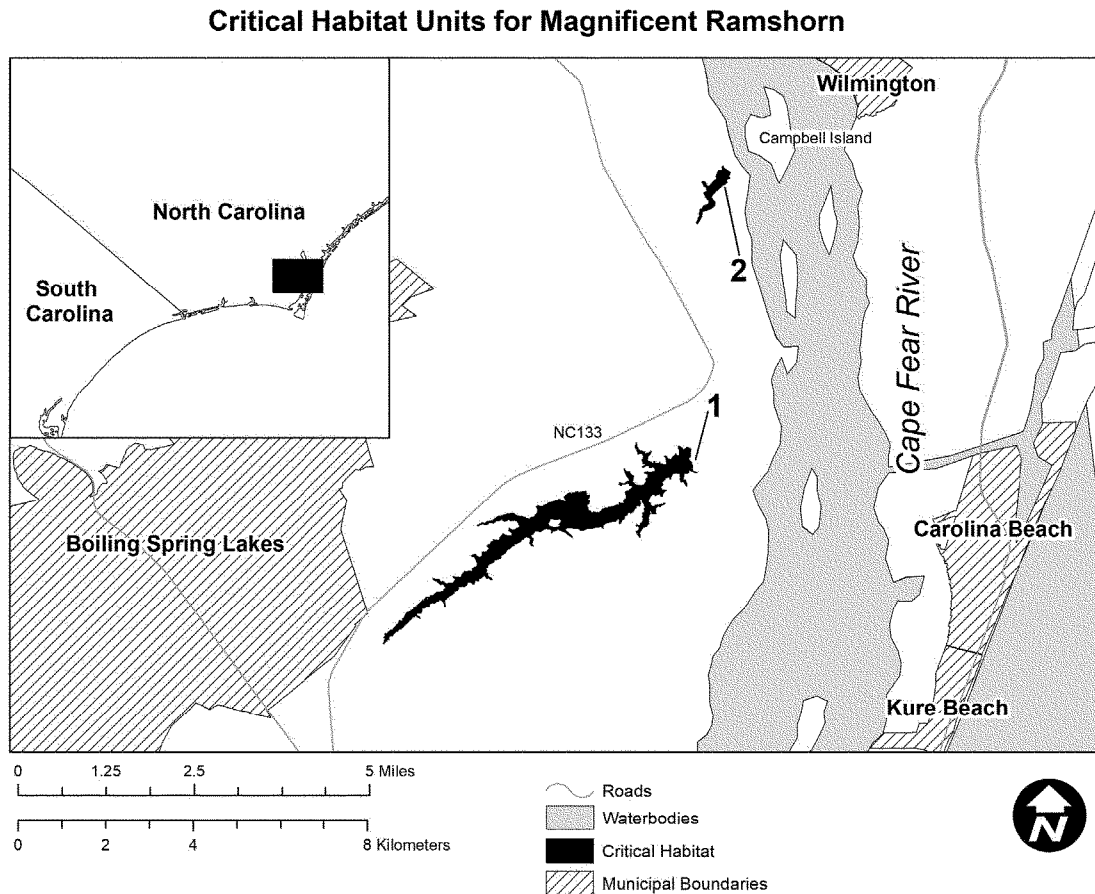 Critical Habitat Units for Magnificent Ramshorn
Wilmington
Campbell Island
North Carolina
2
South
Carolina
Cape Fear River
1
NC133
Boiling Spring Lakes
Carolina Beach
Kure Beach
0 1.25 2.5 5 Miles
0 2 4 8 Kilometers
Roads
Waterbodies
Critical Habitat
Municipal Boundaries
N